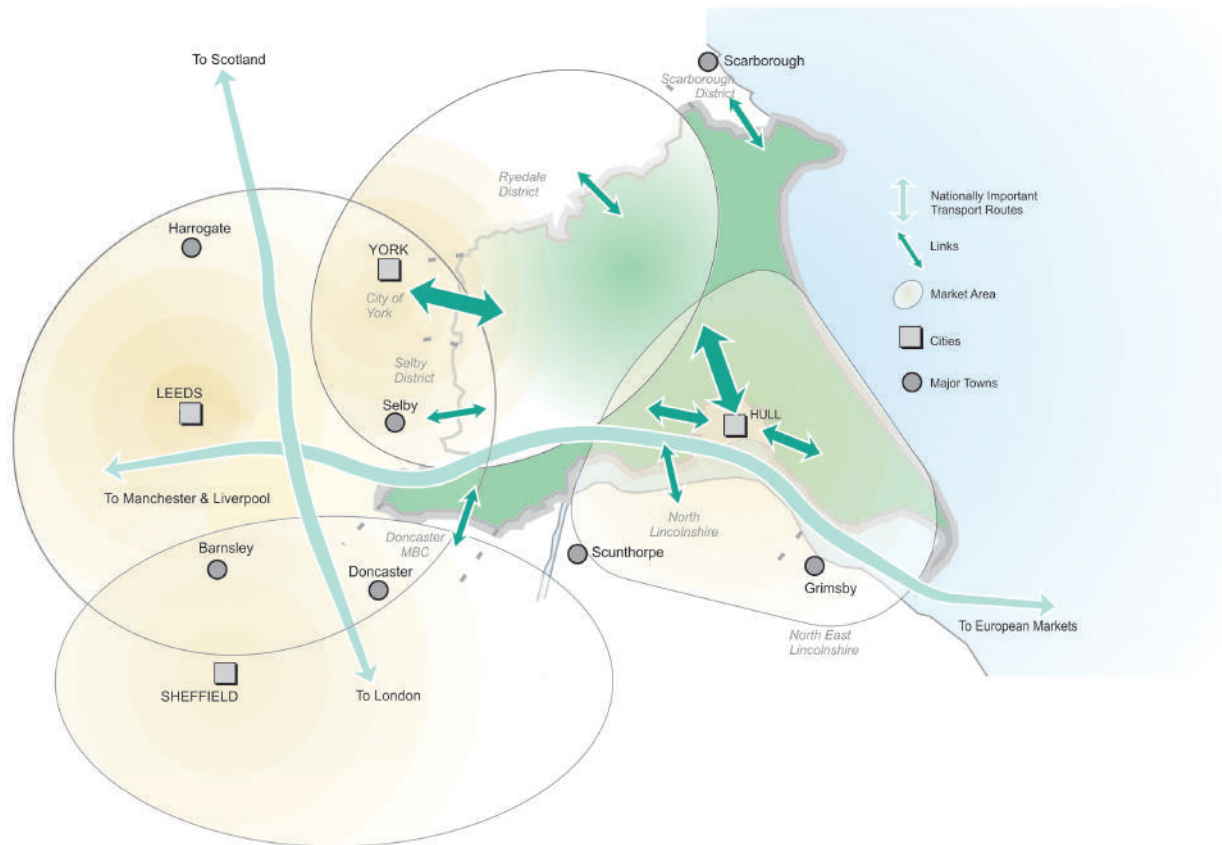 To Scotland
Scarborough
Scarborough
District
Ryedale
District
Nationally Important
Transport Routes
Harrogate
YORK
Links
City of
York
Market Area
Cities
Selby
District
Major Towns
LEEDS
Selby
HULL
To Manchester & Liverpool
North
Lincolnshire
Doncaster
MBC
Barnsley
Scunthorpe
Doncaster
Grimsby
To European Markets
North East
Lincolnshire
SHEFFIELD
To London